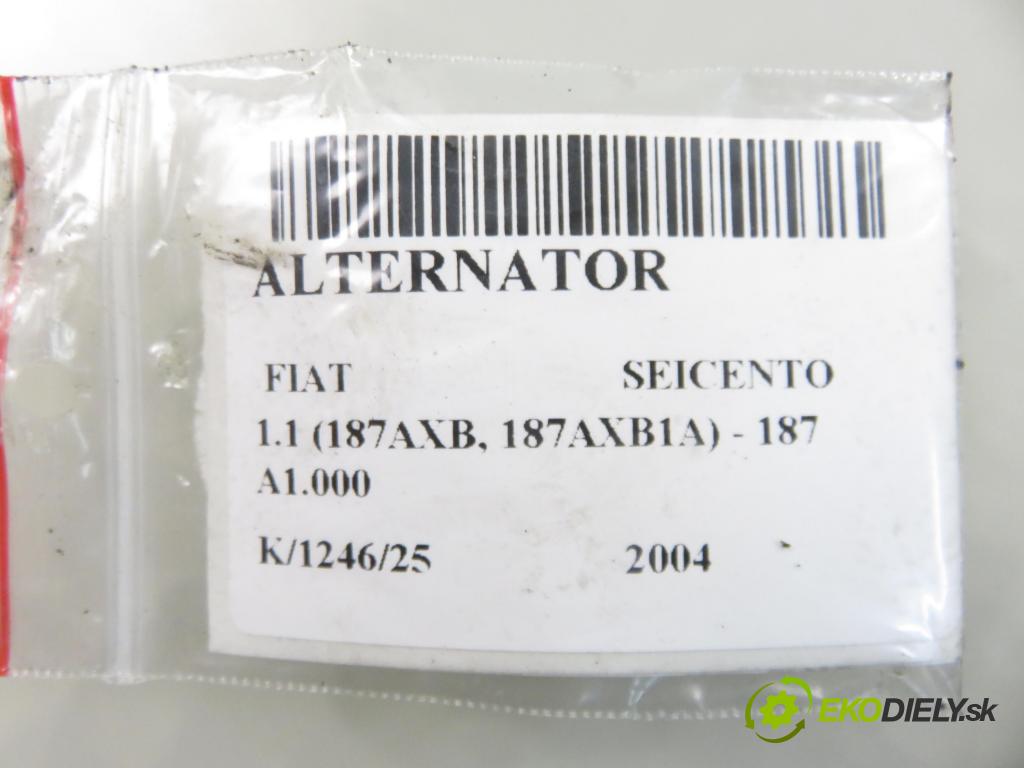 ALTERNATOR
FIAT SEICENTO
1.1 (187AXB, 187AXB1A) - 187
A1.000
K/1246/25 2004
EKODIELY.sk